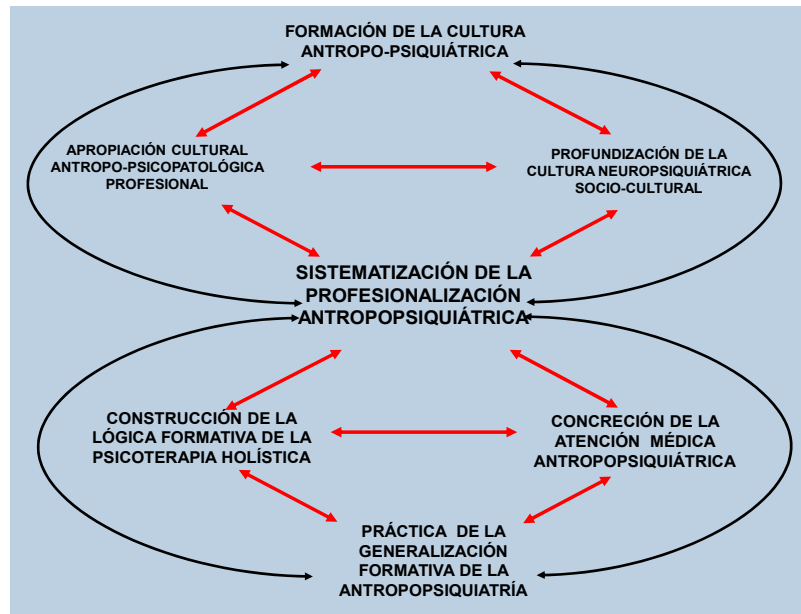 FORMACIÓN DE LA CULTURA
ANTROPO-PSIQUIÁTRICA
APROPIACIÓN CULTURAL
ANTROPO-PSICOPATOLÓGICA
PROFESIONAL
PROFUNDIZACIÓN DE LA
CULTURA NEUROPSIQUIÁTRICA
SOCIO-CULTURAL
SISTEMATIZACIÓN DE LA
PROFESIONALIZACIÓN
ANTROPOPSIQUIÁTRICA
CONSTRUCCIÓN DE LA
LÓGICA FORMATIVA DE LA
PSICOTERAPIA HOLÍSTICA
CONCRECIÓN DE LA
ATENCIÓN MÉDICA
ANTROPOPSIQUIÁTRICA
PRÁCTICA DE LA
GENERALIZACIÓN
FORMATIVA DE LA
ANTROPOPSIQUIATRÍA